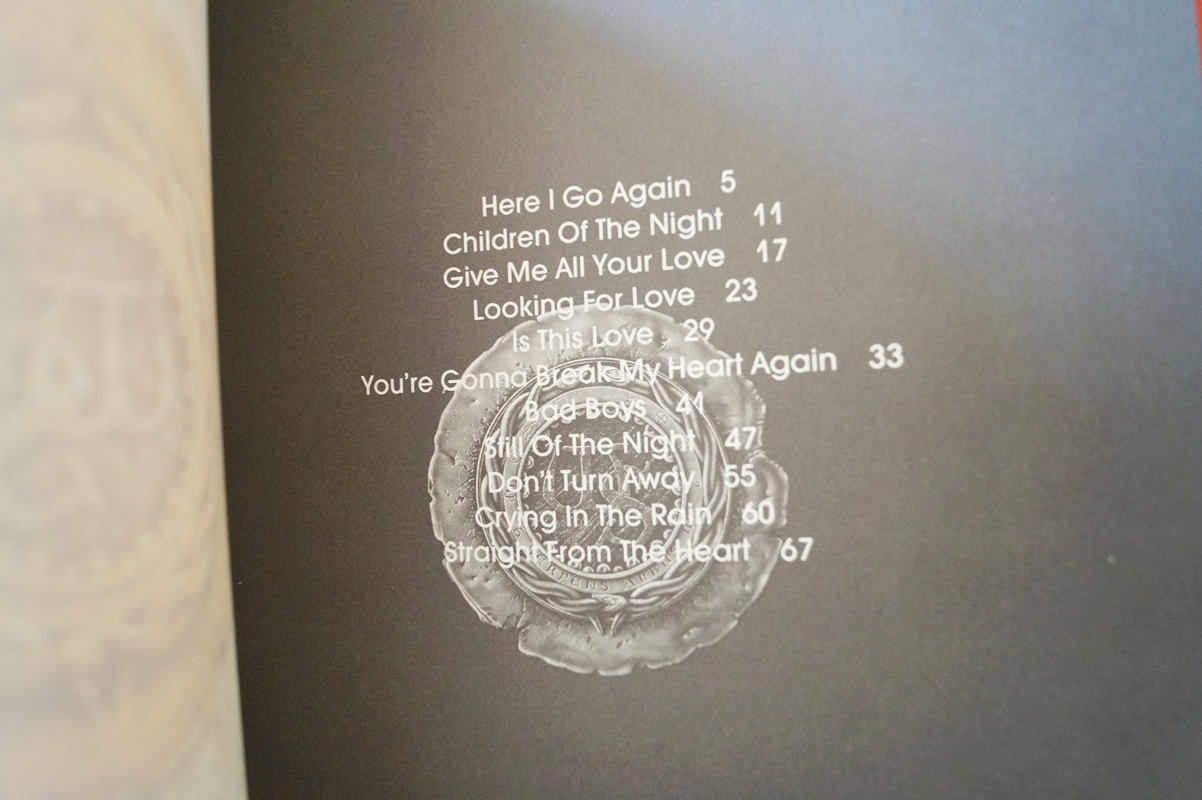 Here I Go Again 5
Children Of The Night 11
Give Me All Your Love 17
Looking For Love 23
Is This Love 29
You're Gonna Break My Heart Again 33
Bad Boys 41
Still Of The Night 47
Don't Turn Away 55
Crying In The Rain 60
Straight From The Heart 67